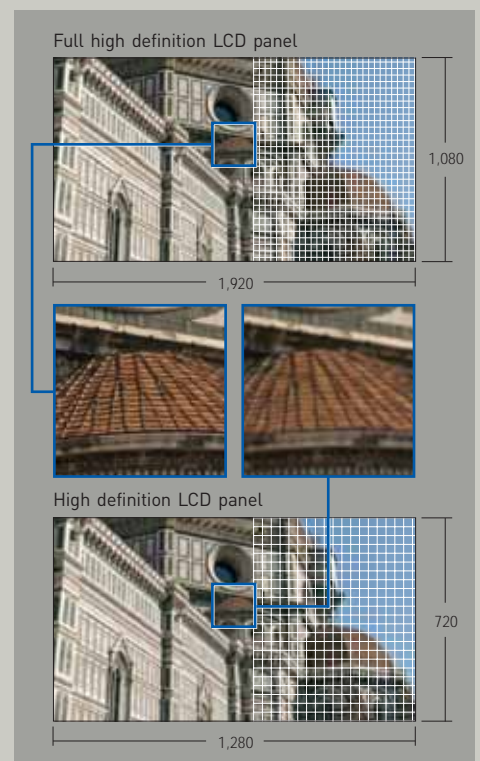 Full high definition LCD panel
1,080
1,920
High definition LCD panel
720
1,280